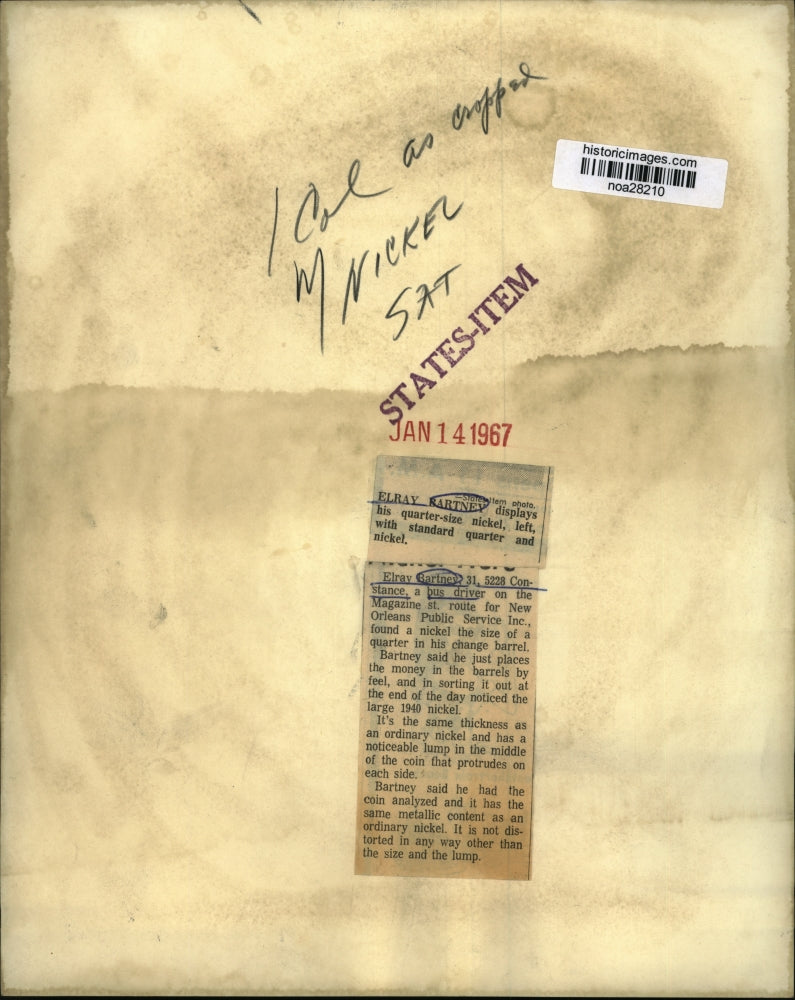 1 Col as cropped
M NICKEL
SAT
historicimages.com
noa28210
STATES-ITEM
JAN 14 1967
—States-Item photo.
ELRAY BARTNEY displays
his quarter-size nickel, left,
with standard quarter and
nickel.
Elray Bartney, 31, 5228 Con-
stance, a bus driver on the
Magazine st. route for New
Orleans Public Service Inc.,
found a nickel the size of a
quarter in his change barrel.
Bartney said he just places
the money in the barrels by
feel, and in sorting it out at
the end of the day noticed the
large 1940 nickel.
It's the same thickness as
an ordinary nickel and has a
noticeable lump in the middle
of the coin that protrudes on
each side.
Bartney said he had the
coin analyzed and it has the
same metallic content as an
ordinary nickel. It is not dis-
torted in any way other than
the size and the lump.